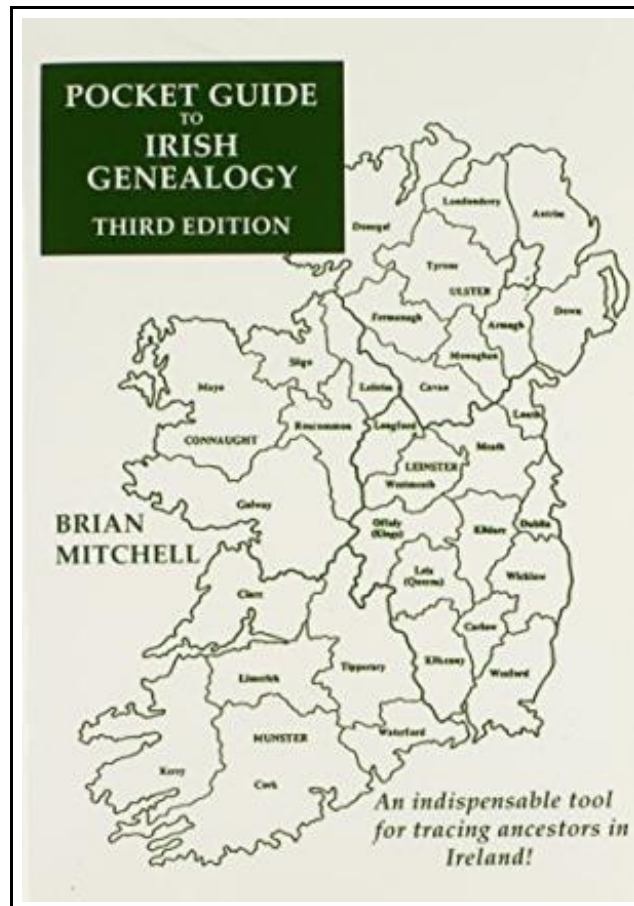 POCKET GUIDE
TO
IRISH
GENEALOGY
THIRD EDITION
Donegal
Londonderry
Antrim
Tyrone
ULSTER
Fermanagh
Armagh
Down
Monaghan
Sligo
Leitrim
Cavan
Mayo
Louth
Roscommon
Longford
CONNAUGHT
Meath
LEINSTER
Westmeath
Galway
BRIAN
MITCHELL
Offaly
(Kings)
Kildare
Dublin
Leix
(Queens)
Wicklow
Clare
Carlow
Kilkenny
Wexford
Tipperary
Limerick
Waterford
MUNSTER
Kerry
Cork
An indispensable tool
for tracing ancestors in
Ireland!